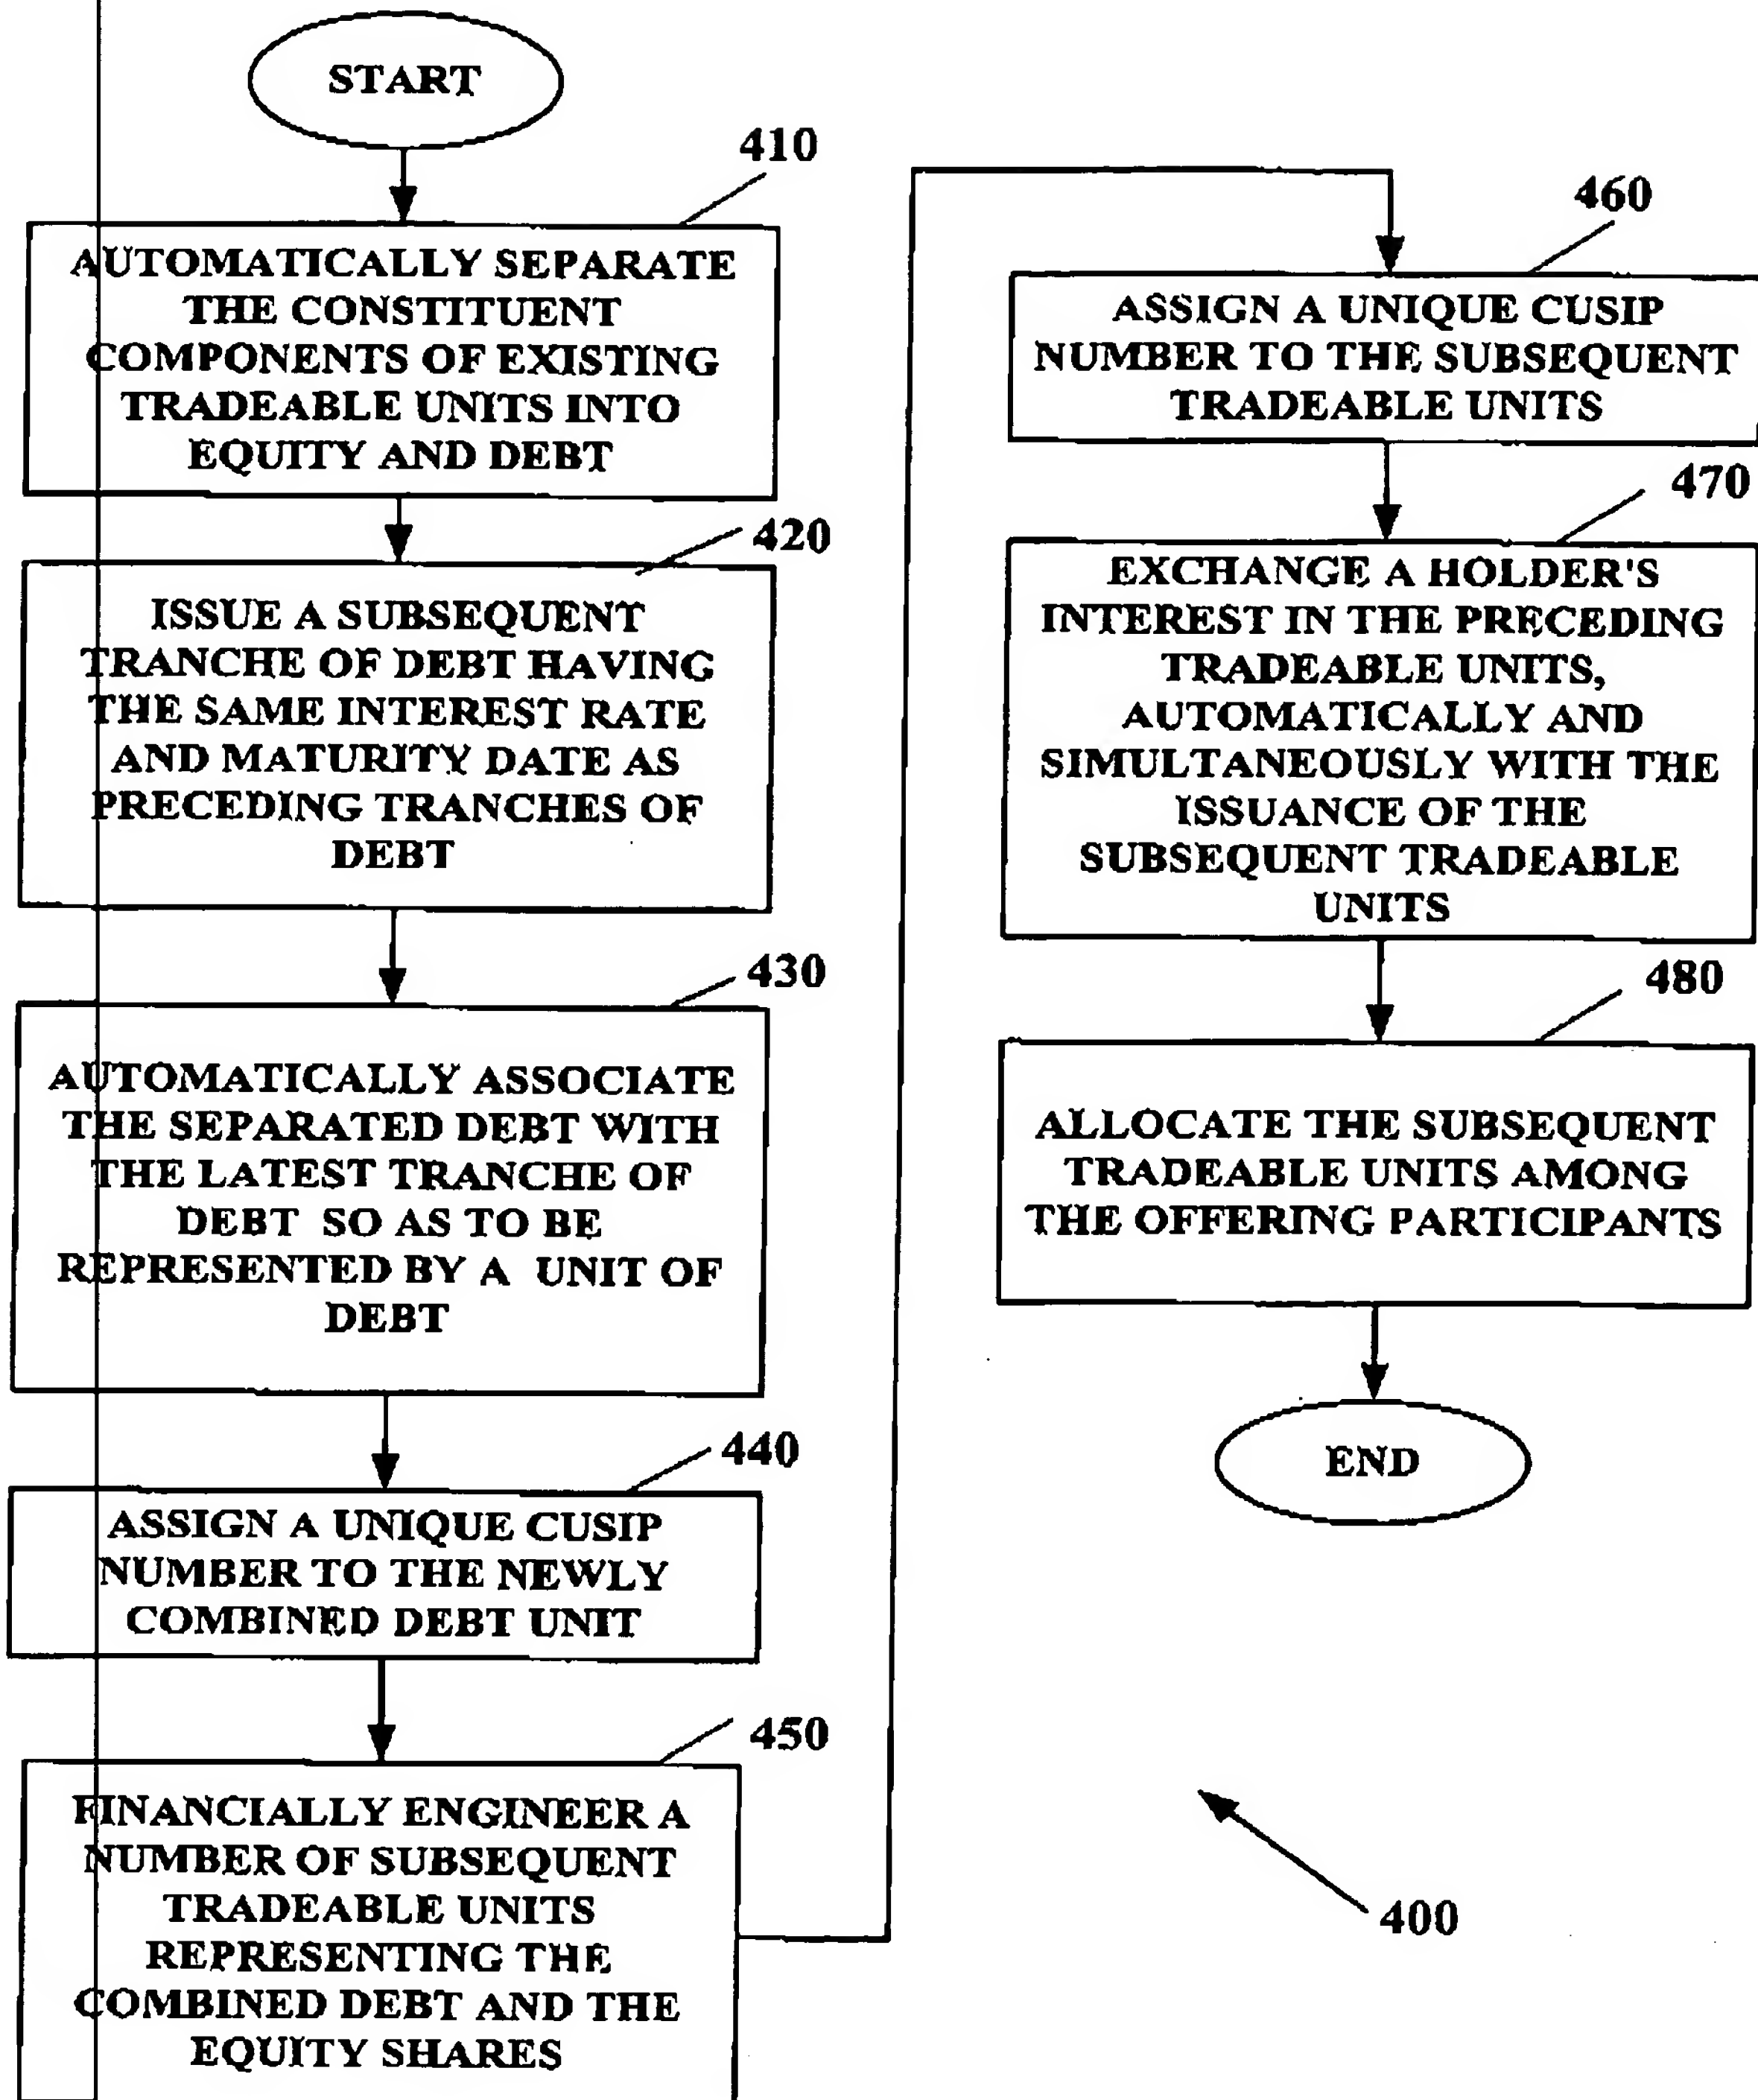 START
410
AUTOMATICALLY SEPARATE
THE CONSTITUENT
COMPONENTS OF EXISTING
TRADEABLE UNITS INTO
EQUITY AND DEBT
420
ISSUE A SUBSEQUENT
TRANCHE OF DEBT HAVING
THE SAME INTEREST RATE
AND MATURITY DATE AS
PRECEDING TRANCHES OF
DEBT
430
AUTOMATICALLY ASSOCIATE
THE SEPARATED DEBT WITH
THE LATEST TRANCHE OF
DEBT SO AS TO BE
REPRESENTED BY A UNIT OF
DEBT
440
ASSIGN A UNIQUE CUSIP
NUMBER TO THE NEWLY
COMBINED DEBT UNIT
450
FINANCIALLY ENGINEER A
NUMBER OF SUBSEQUENT
TRADEABLE UNITS
REPRESENTING THE
COMBINED DEBT AND THE
EQUITY SHARES
460
ASSIGN A UNIQUE CUSIP
NUMBER TO THE SUBSEQUENT
TRADEABLE UNITS
470
EXCHANGE A HOLDER'S
INTEREST IN THE PRECEDING
TRADEABLE UNITS,
AUTOMATICALLY AND
SIMULTANEOUSLY WITH THE
ISSUANCE OF THE
SUBSEQUENT TRADEABLE
UNITS
480
ALLOCATE THE SUBSEQUENT
TRADEABLE UNITS AMONG
THE OFFERING PARTICIPANTS
END
400